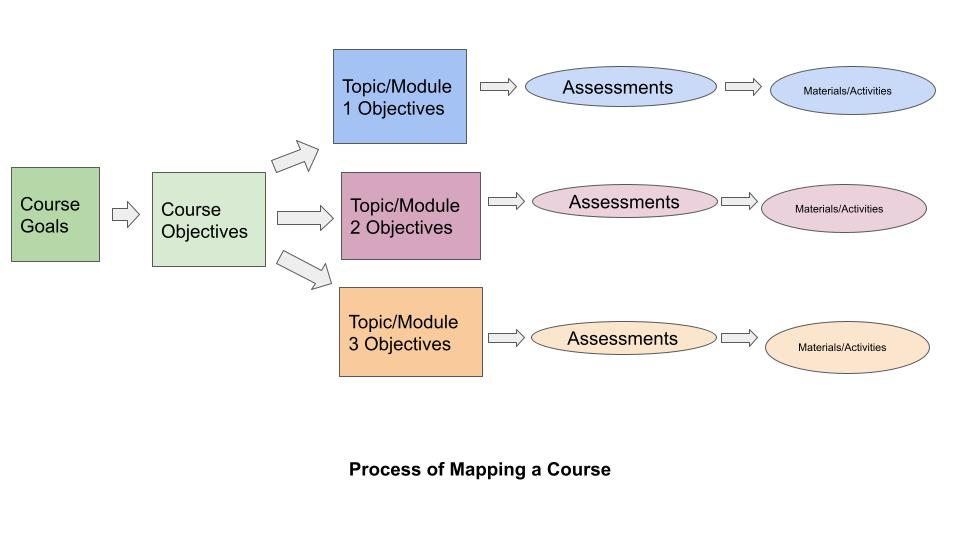 Topic/Module
1 Objectives
Assessments
Materials/Activities
Course
Goals
Course
Objectives
Topic/Module
2 Objectives
Assessments
Materials/Activities
Topic/Module
3 Objectives
Assessments
Materials/Activities
Process of Mapping a Course